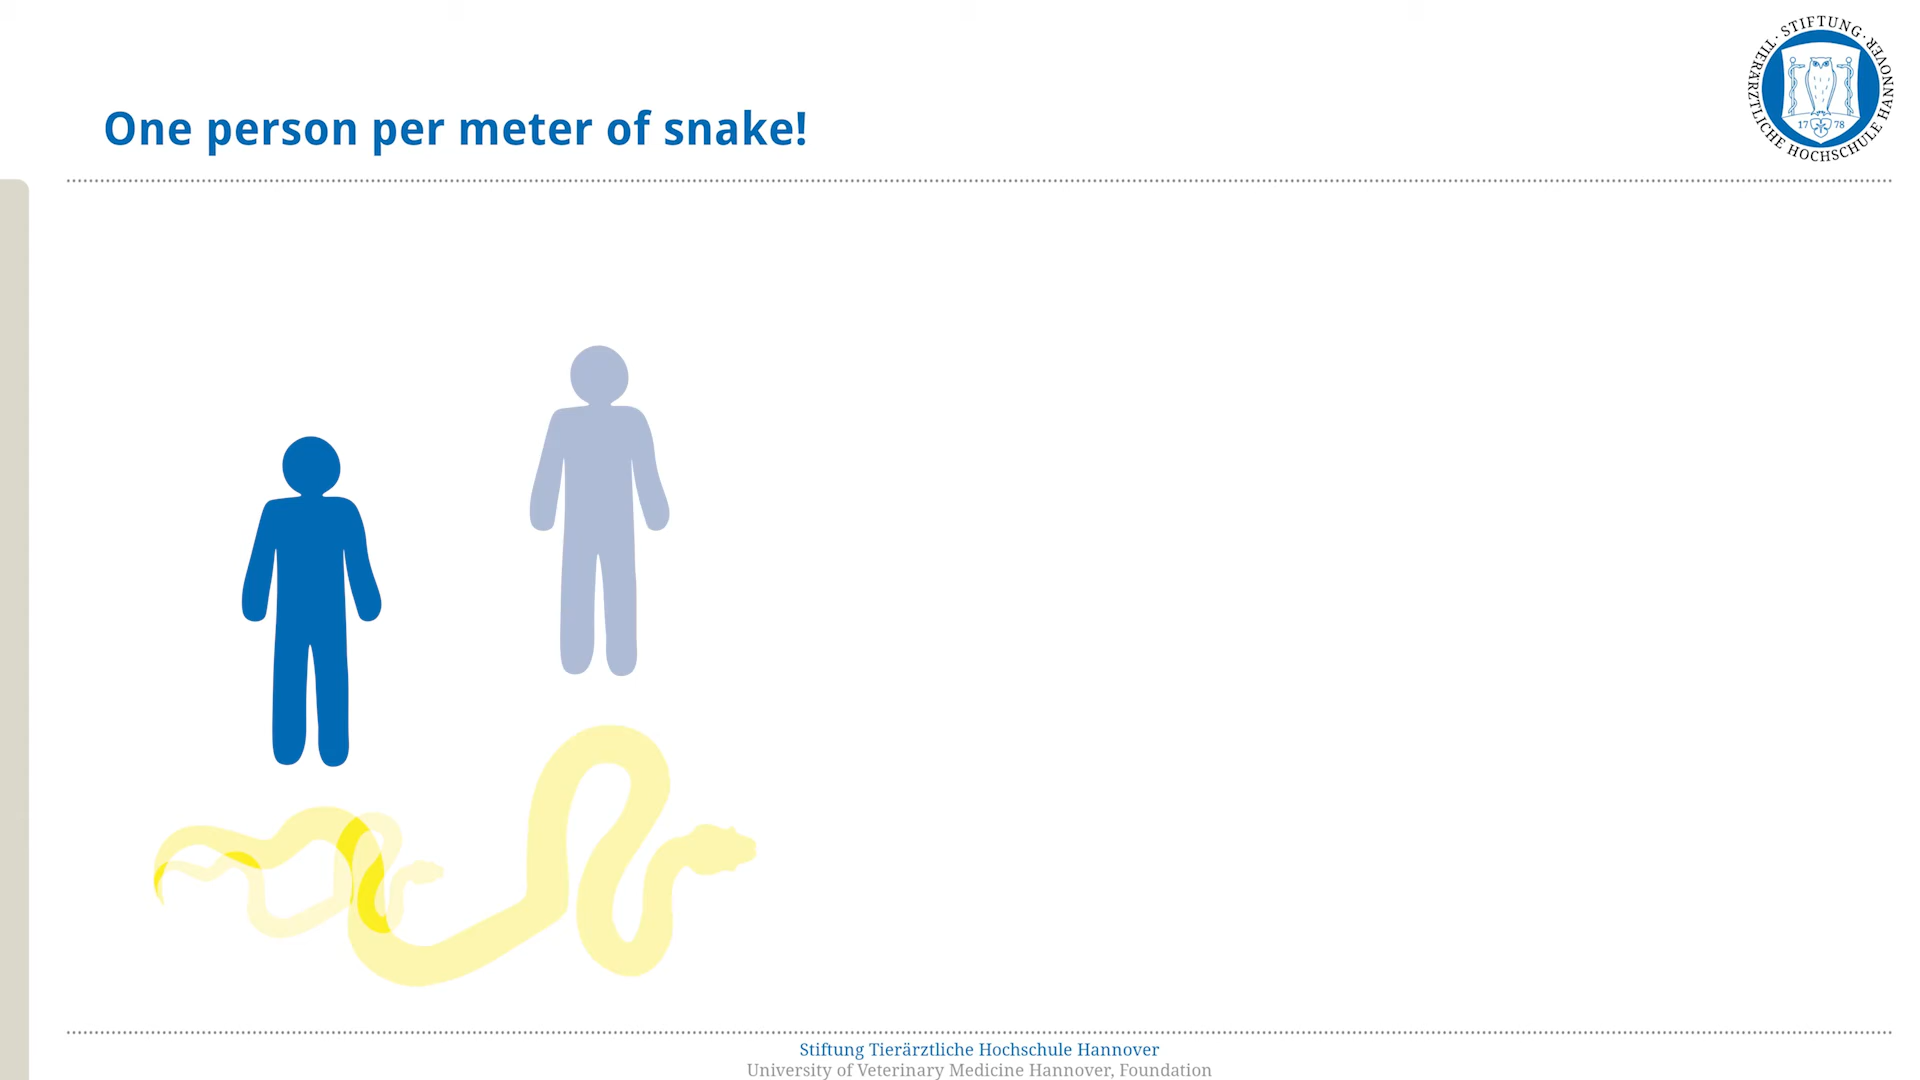 One person per meter of snake!
· STIFTUNG ·
TIERÄRZTLICHE HOCHSCHULE HANNOVER
17 78
Stiftung Tierärztliche Hochschule Hannover
University of Veterinary Medicine Hannover, Foundation